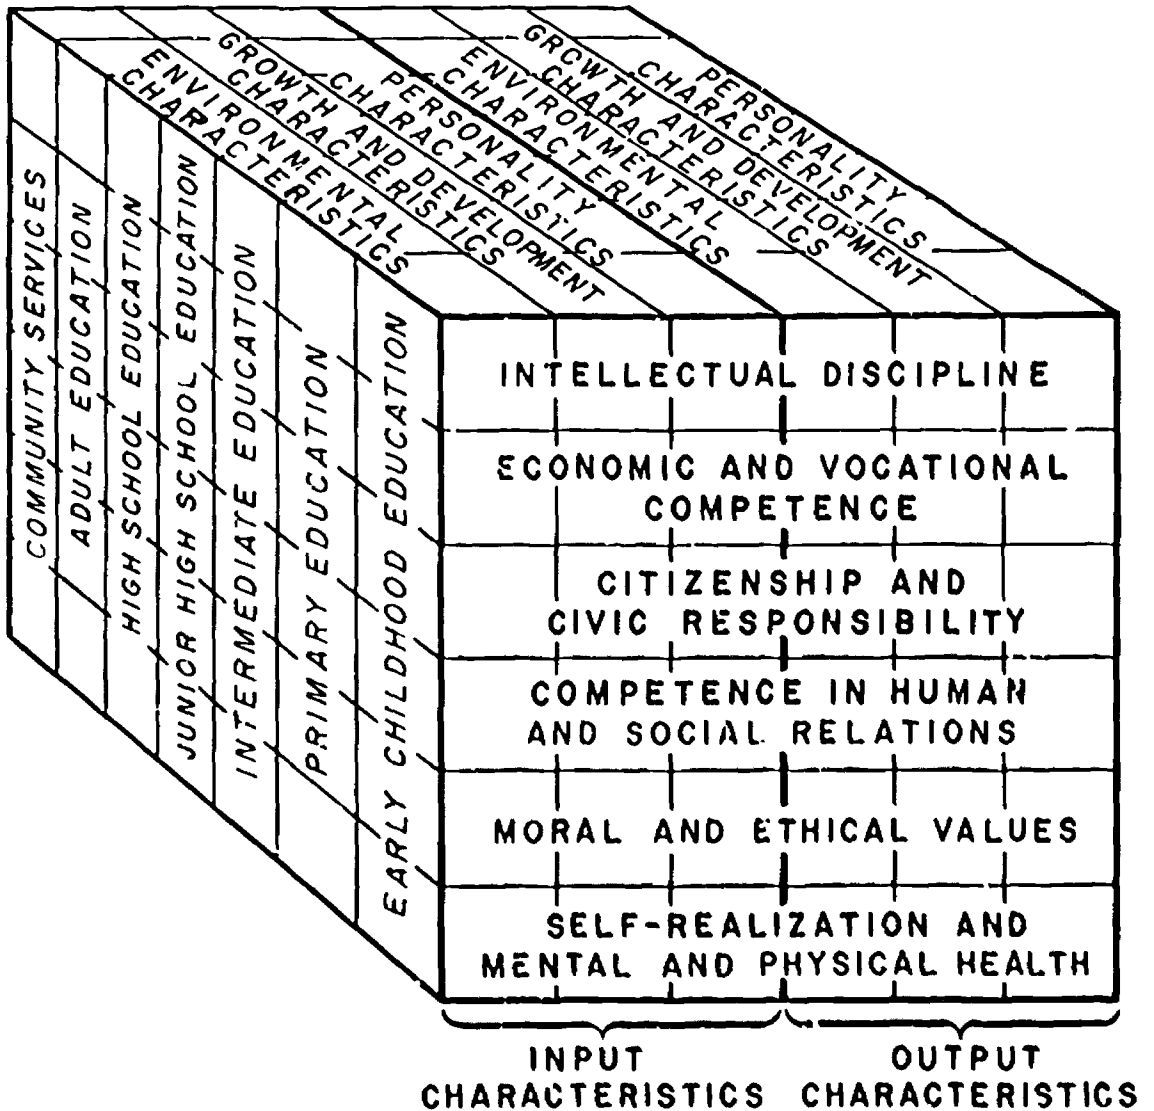 ENVIRONMENTAL
CHARACTERISTICS
GROWTH AND DEVELOPMENT
CHARACTERISTICS
PERSONALITY
CHARACTERISTICS
ENVIRONMENTAL
CHARACTERISTICS
GROWTH AND DEVELOPMENT
CHARACTERISTICS
PERSONALITY
CHARACTERISTICS
COMMUNITY SERVICES
ADULT EDUCATION
HIGH SCHOOL EDUCATION
JUNIOR HIGH SCHOOL EDUCATION
INTERMEDIATE EDUCATION
PRIMARY EDUCATION
EARLY CHILDHOOD EDUCATION
INTELLECTUAL DISCIPLINE
ECONOMIC AND VOCATIONAL
COMPETENCE
CITIZENSHIP AND
CIVIC RESPONSIBILITY
COMPETENCE IN HUMAN
AND SOCIAL RELATIONS
MORAL AND ETHICAL VALUES
SELF-REALIZATION AND
MENTAL AND PHYSICAL HEALTH
INPUT
CHARACTERISTICS
OUTPUT
CHARACTERISTICS